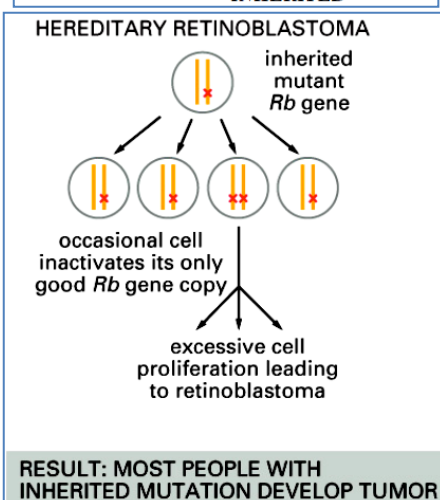 INHERITED
HEREDITARY RETINOBLASTOMA
inherited
mutant
Rb gene
occasional cell
inactivates its only
good Rb gene copy
excessive cell
proliferation leading
to retinoblastoma
RESULT: MOST PEOPLE WITH
INHERITED MUTATION DEVELOP TUMOR